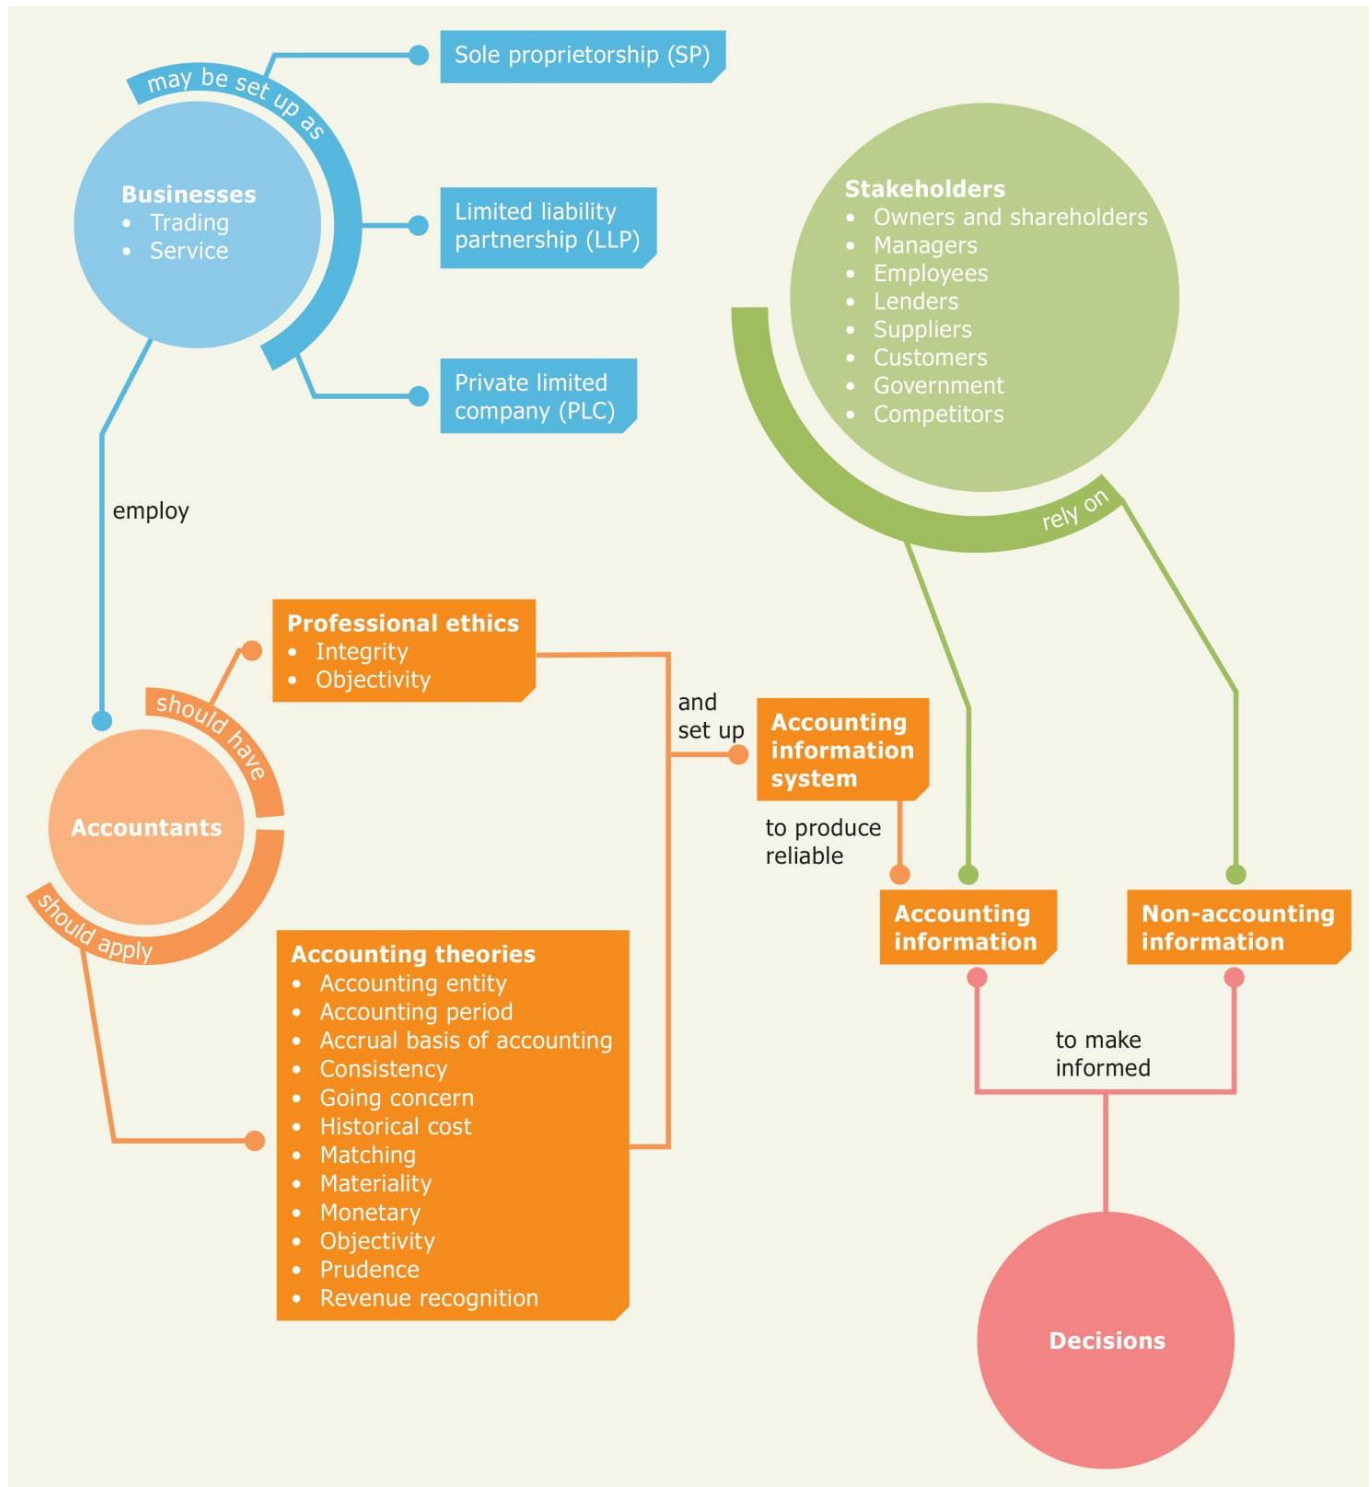 may be set up as
Sole proprietorship (SP)
Businesses
• Trading
• Service
Limited liability
partnership (LLP)
Private limited
company (PLC)
Stakeholders
• Owners and shareholders
• Managers
• Employees
• Lenders
• Suppliers
• Customers
• Government
• Competitors
rely on
employ
Professional ethics
• Integrity
• Objectivity
should have
Accountants
should apply
and
set up
Accounting
information
system
to produce
reliable
Accounting theories
• Accounting entity
• Accounting period
• Accrual basis of accounting
• Consistency
• Going concern
• Historical cost
• Matching
• Materiality
• Monetary
• Objectivity
• Prudence
• Revenue recognition
Accounting
information
Non-accounting
information
to make
informed
Decisions